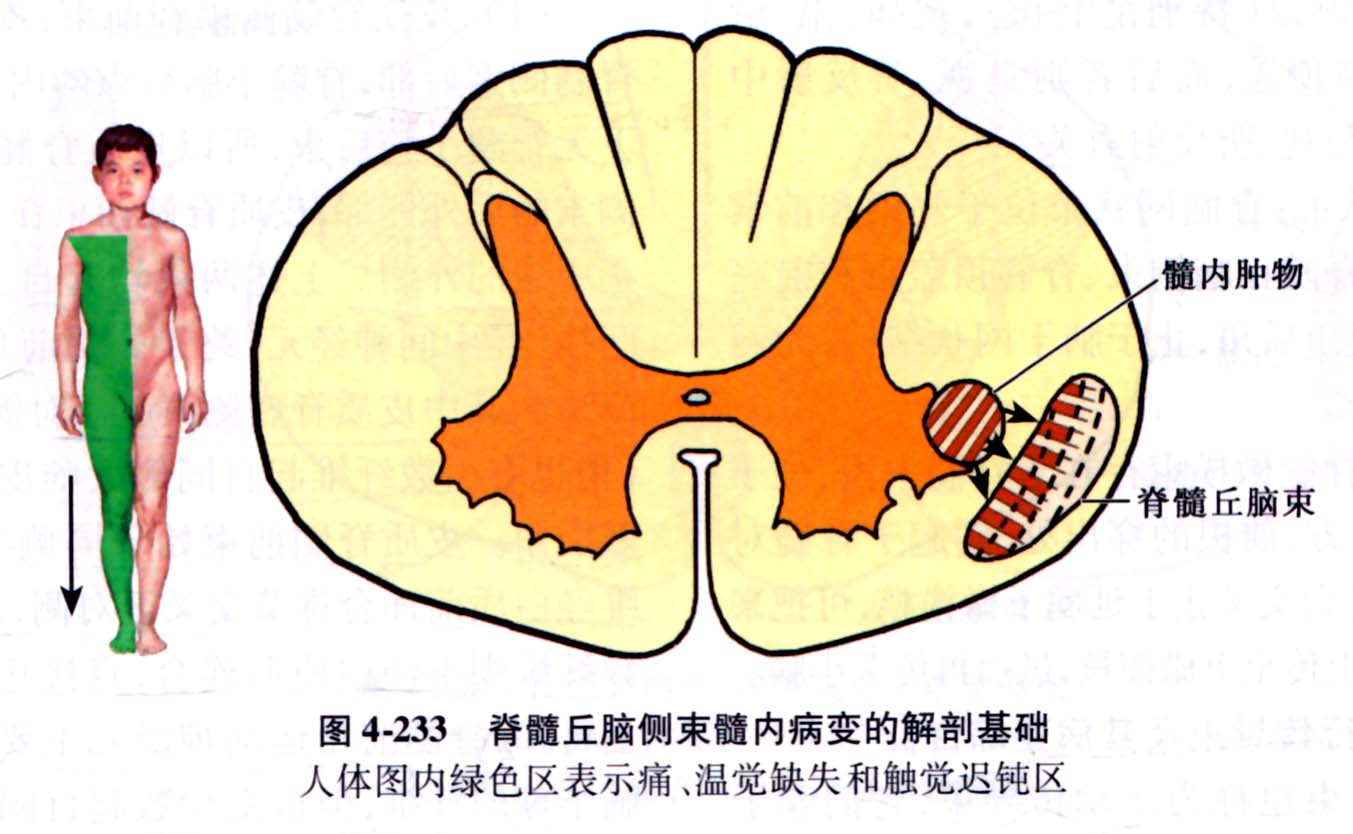 髓内肿物
脊髓丘脑束
图 4-233 脊髓丘脑侧束髓内病变的解剖基础
人体图内绿色区表示痛、温觉缺失和触觉迟钝区